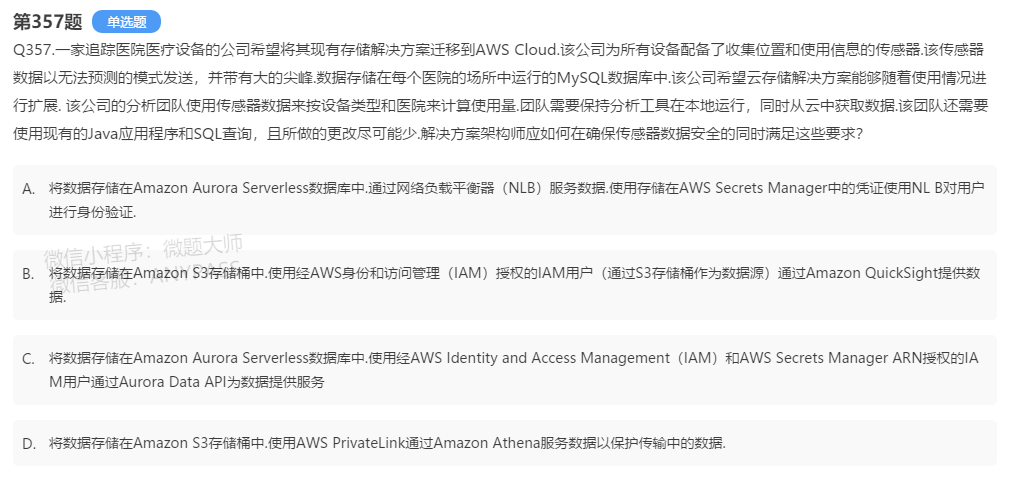 第357题 单选题
Q357.一家追踪医院医疗设备的公司希望将其现有存储解决方案迁移到AWS Cloud.该公司为所有设备配备了收集位置和使用信息的传感器.该传感器
数据以无法预测的模式发送，并带有大的尖峰.数据存储在每个医院的场所中运行的MySQL数据库中.该公司希望云存储解决方案能够随着使用情况进
行扩展. 该公司的分析团队使用传感器数据来按设备类型和医院来计算使用量.团队需要保持分析工具在本地运行，同时从云中获取数据.该团队还需要
使用现有的Java应用程序和SQL查询，且所做的更改尽可能少.解决方案架构师应如何在确保传感器数据安全的同时满足这些要求？
A. 将数据存储在Amazon Aurora Serverless数据库中.通过网络负载平衡器（NLB）服务数据.使用存储在AWS Secrets Manager中的凭证使用NL B对用户
进行身份验证.
微信小程序：微题大师
B. 将数据存储在Amazon S3存储桶中.使用经AWS身份和访问管理（IAM）授权的IAM用户（通过S3存储桶作为数据源）通过Amazon QuickSight提供数
据.
微信客服：ANYPASS
C. 将数据存储在Amazon Aurora Serverless数据库中.使用经AWS Identity and Access Management（IAM）和AWS Secrets Manager ARN授权的IA
M用户通过Aurora Data API为数据提供服务
D. 将数据存储在Amazon S3存储桶中.使用AWS PrivateLink通过Amazon Athena服务数据以保护传输中的数据.